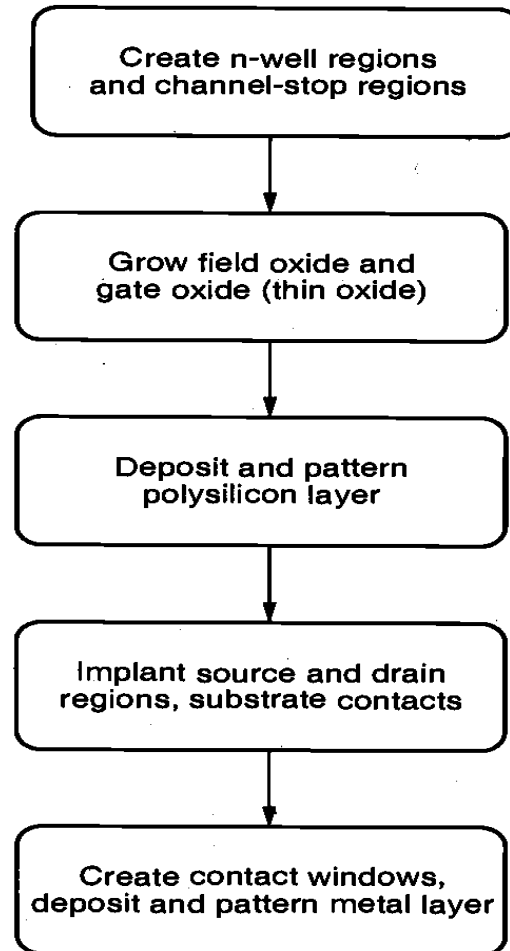 Create n-well regions
and channel-stop regions
Grow field oxide and
gate oxide (thin oxide)
Deposit and pattern
polysilicon layer
Implant source and drain
regions, substrate contacts
Create contact windows,
deposit and pattern metal layer